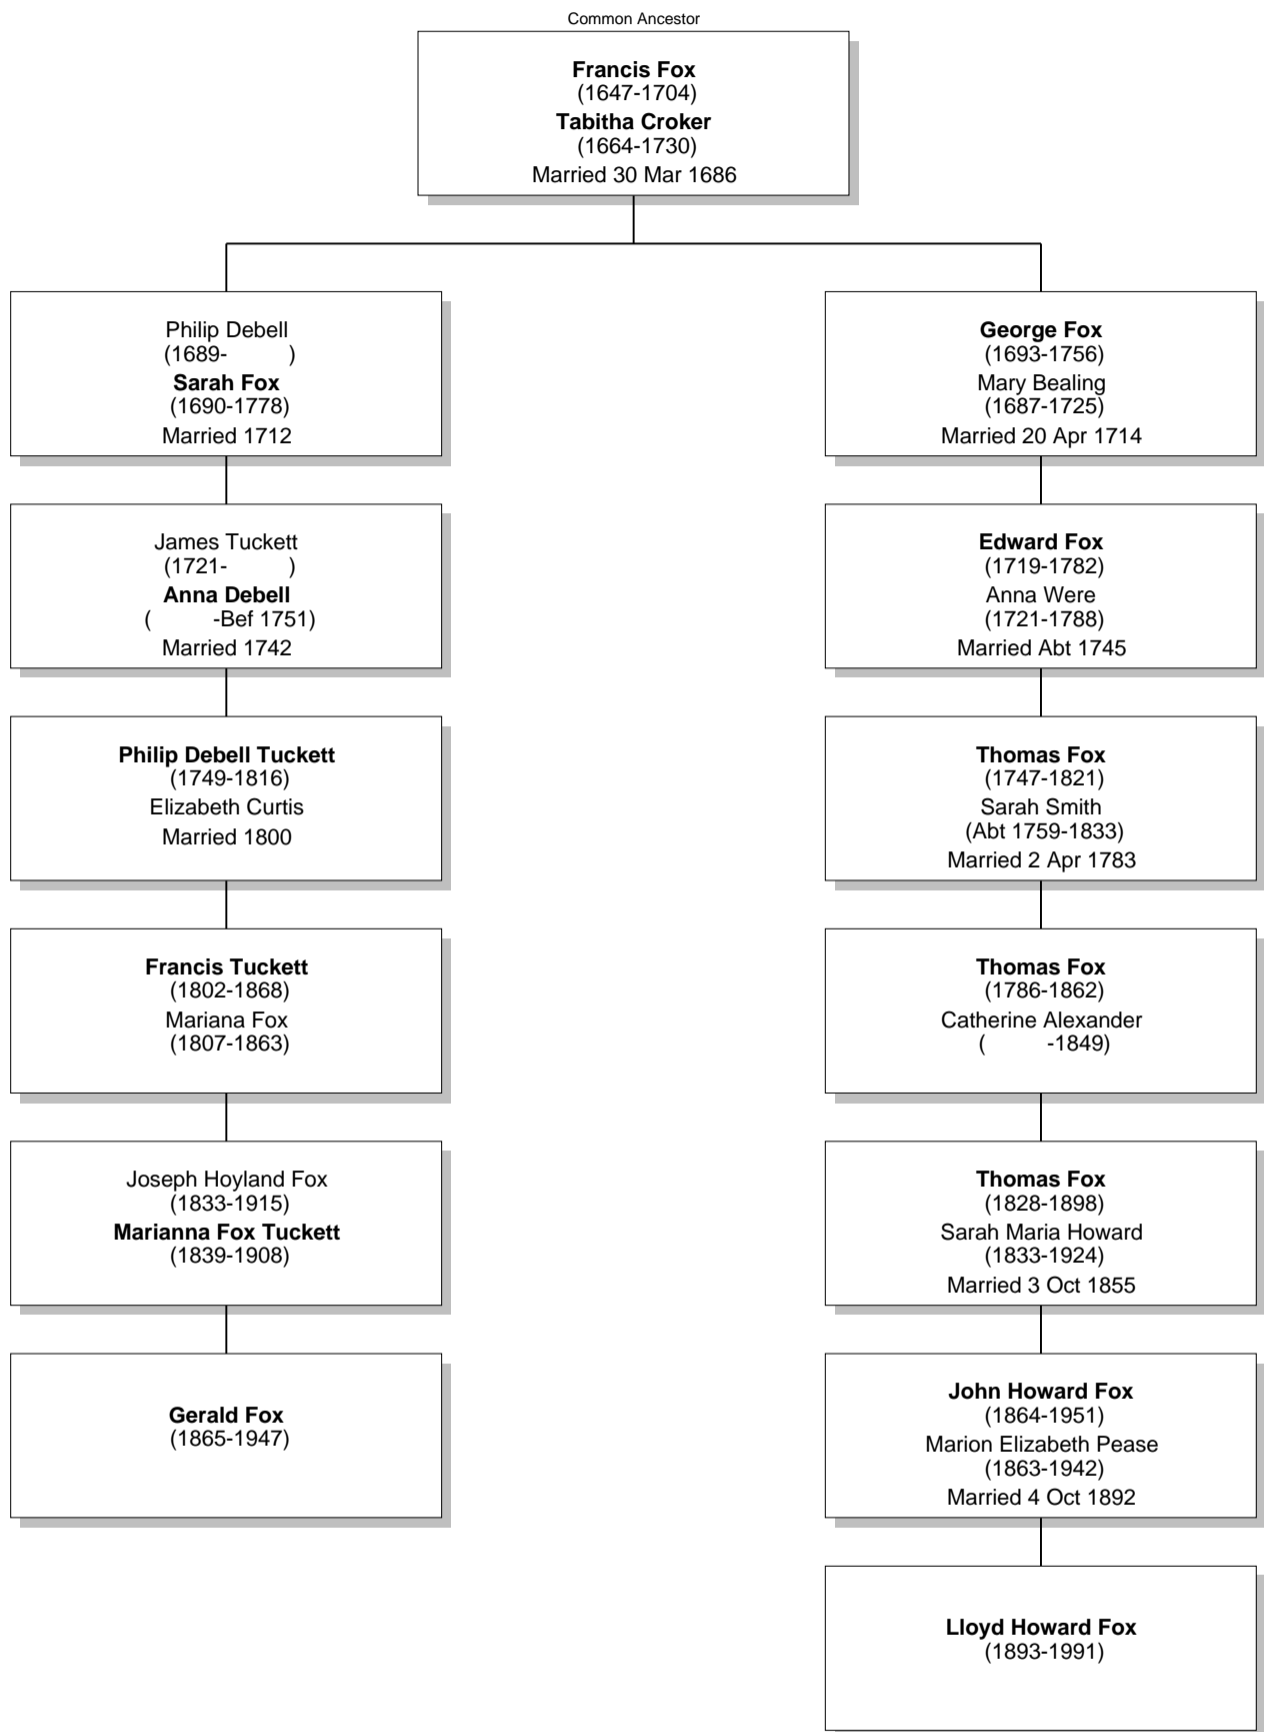 Common Ancestor
Francis Fox
(1647-1704)
Tabitha Croker
(1664-1730)
Married 30 Mar 1686
Philip Debell
(1689- )
Sarah Fox
(1690-1778)
Married 1712
George Fox
(1693-1756)
Mary Bealing
(1687-1725)
Married 20 Apr 1714
James Tuckett
(1721- )
Anna Debell
( -Bef 1751)
Married 1742
Edward Fox
(1719-1782)
Anna Were
(1721-1788)
Married Abt 1745
Philip Debell Tuckett
(1749-1816)
Elizabeth Curtis
Married 1800
Thomas Fox
(1747-1821)
Sarah Smith
(Abt 1759-1833)
Married 2 Apr 1783
Francis Tuckett
(1802-1868)
Mariana Fox
(1807-1863)
Thomas Fox
(1786-1862)
Catherine Alexander
( -1849)
Joseph Hoyland Fox
(1833-1915)
Marianna Fox Tuckett
(1839-1908)
Thomas Fox
(1828-1898)
Sarah Maria Howard
(1833-1924)
Married 3 Oct 1855
Gerald Fox
(1865-1947)
John Howard Fox
(1864-1951)
Marion Elizabeth Pease
(1863-1942)
Married 4 Oct 1892
Lloyd Howard Fox
(1893-1991)